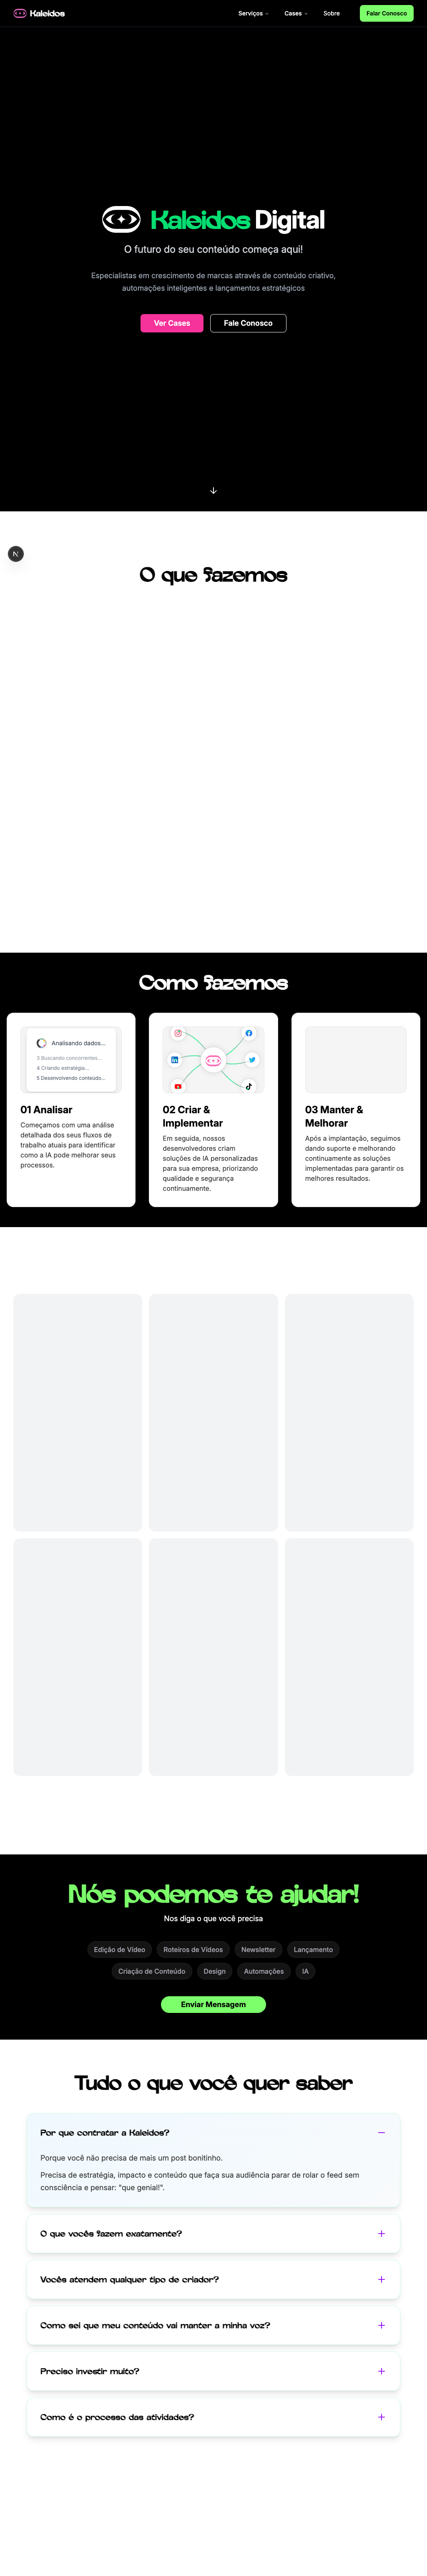 Kaleidos
Serviços
Cases
Sobre
Falar Conosco
Kaleidos Digital
O futuro do seu conteúdo começa aqui!
Especialistas em crescimento de marcas através de conteúdo criativo,
automações inteligentes e lançamentos estratégicos
Ver Cases
Fale Conosco
N
O que fazemos
Como fazemos
Analisando dados...
3 Buscando concorrentes...
4 Criando estratégia...
5 Desenvolvendo conteúdo...
01 Analisar
Começamos com uma análise
detalhada dos seus fluxos de
trabalho atuais para identificar
como a IA pode melhorar seus
processos.
02 Criar &
Implementar
Em seguida, nossos
desenvolvedores criam
soluções de IA personalizadas
para sua empresa, priorizando
qualidade e segurança
continuamente.
03 Manter &
Melhorar
Após a implantação, seguimos
dando suporte e melhorando
continuamente as soluções
implementadas para garantir os
melhores resultados.
Nós podemos te ajudar!
Nos diga o que você precisa
Edição de Vídeo
Roteiros de Vídeos
Newsletter
Lançamento
Criação de Conteúdo
Design
Automações
IA
Enviar Mensagem
Tudo o que você quer saber
Por que contratar a Kaleidos?
Porque você não precisa de mais um post bonitinho.
Precisa de estratégia, impacto e conteúdo que faça sua audiência parar de rolar o feed sem
consciência e pensar: "que genial!".
O que vocês fazem exatamente?
Vocês atendem qualquer tipo de criador?
Como sei que meu conteúdo vai manter a minha voz?
Preciso investir muito?
Como é o processo das atividades?